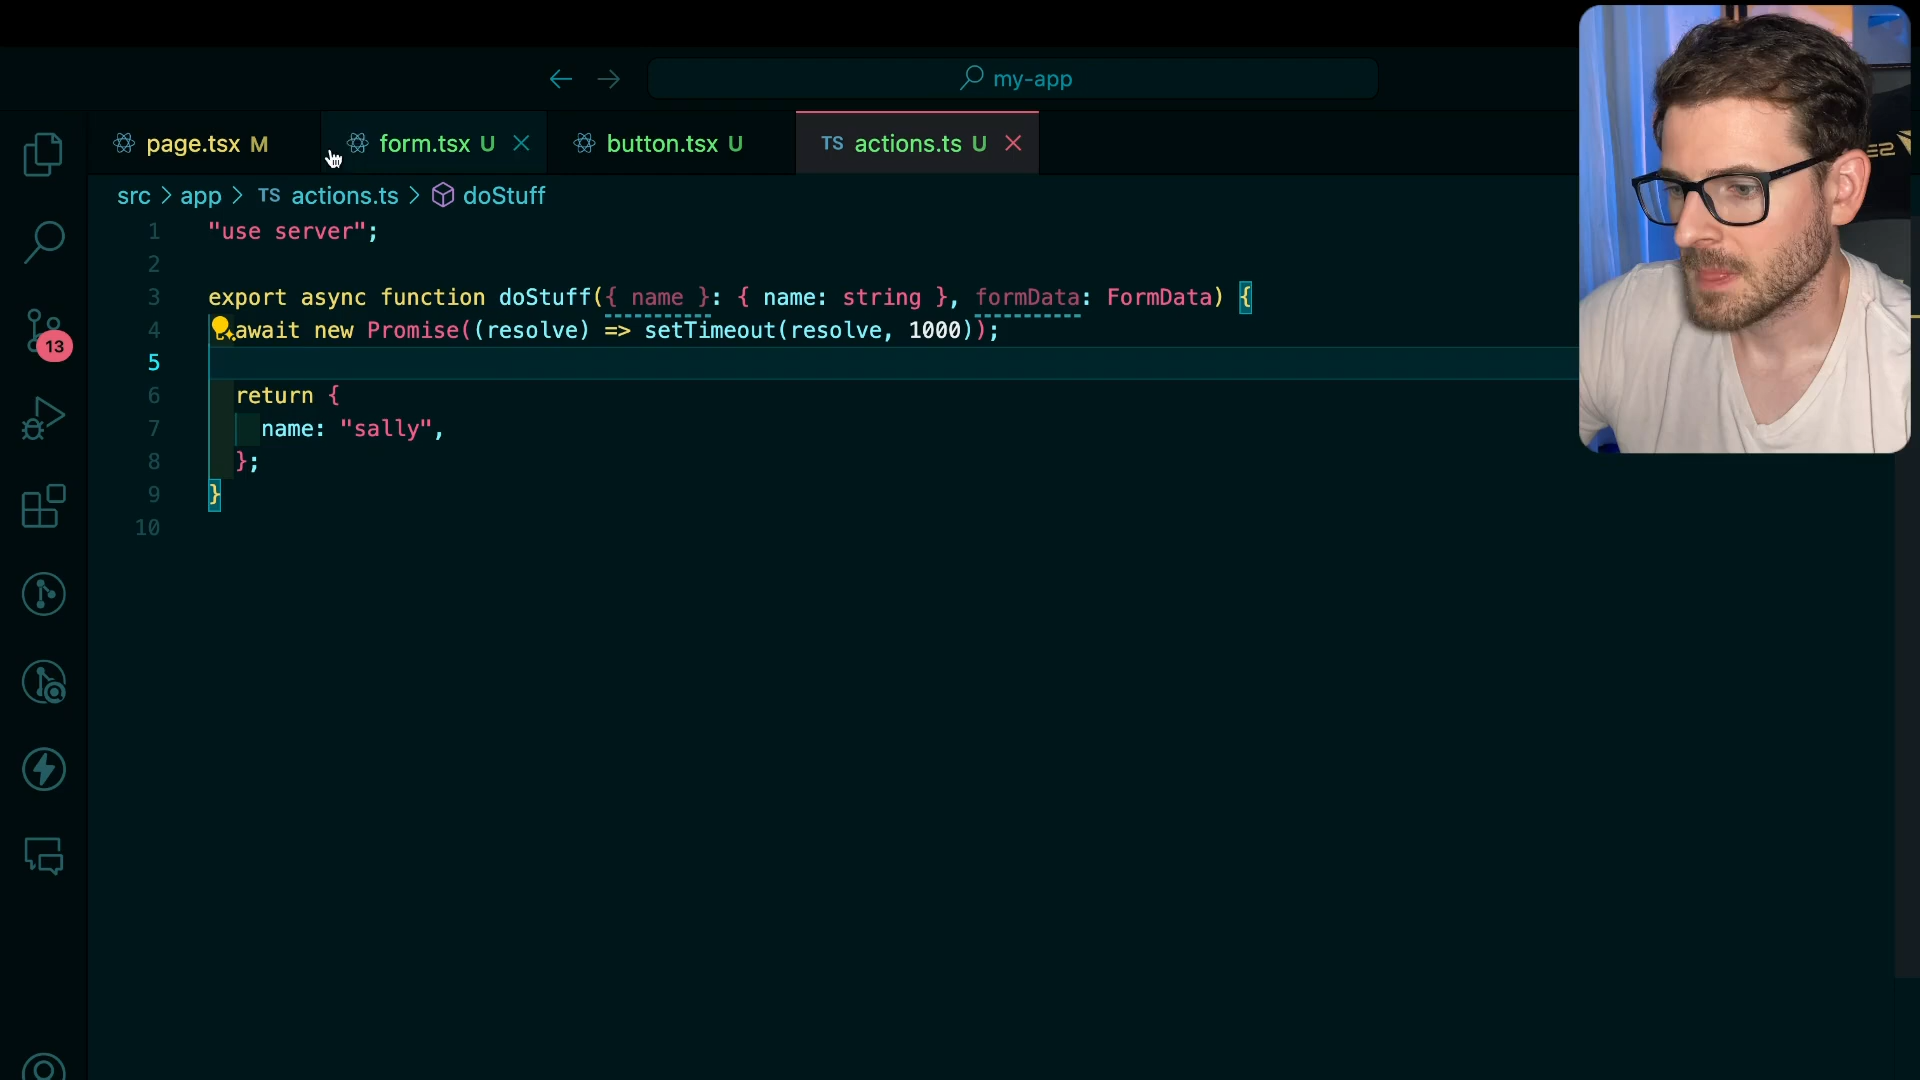 my-app
page.tsx M
form.tsx U
button.tsx U
TS actions.ts U
src > app > TS actions.ts > doStuff
1 "use server";
2
3 export async function doStuff({ name }: { name: string }, formData: FormData) {
4 await new Promise((resolve) => setTimeout(resolve, 1000));
5
6 return {
7 name: "sally",
8 };
9 }
10
13